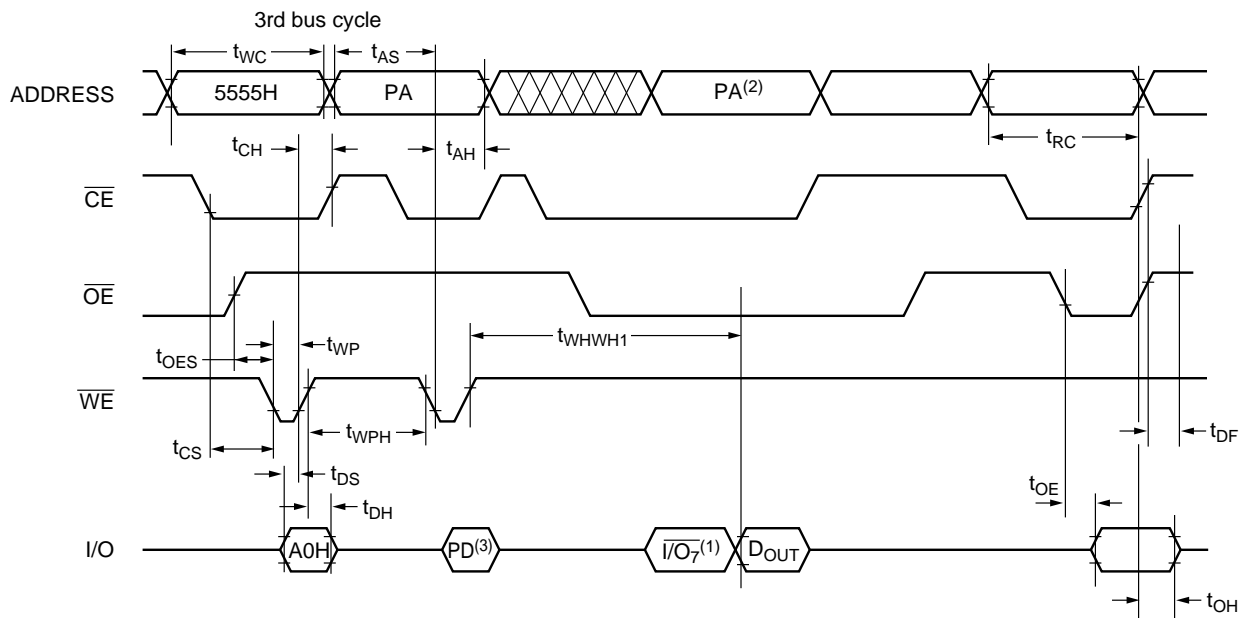 3rd bus cycle
tWC tAS
ADDRESS 5555H PA PA(2)
tCH tAH tRC
CE
OE
tWHWH1
tWP
tOES
WE
tWPH
tCS tDF
tDS
tOE
tDH
I/O A0H PD(3) I/O7(1) DOUT
tOH